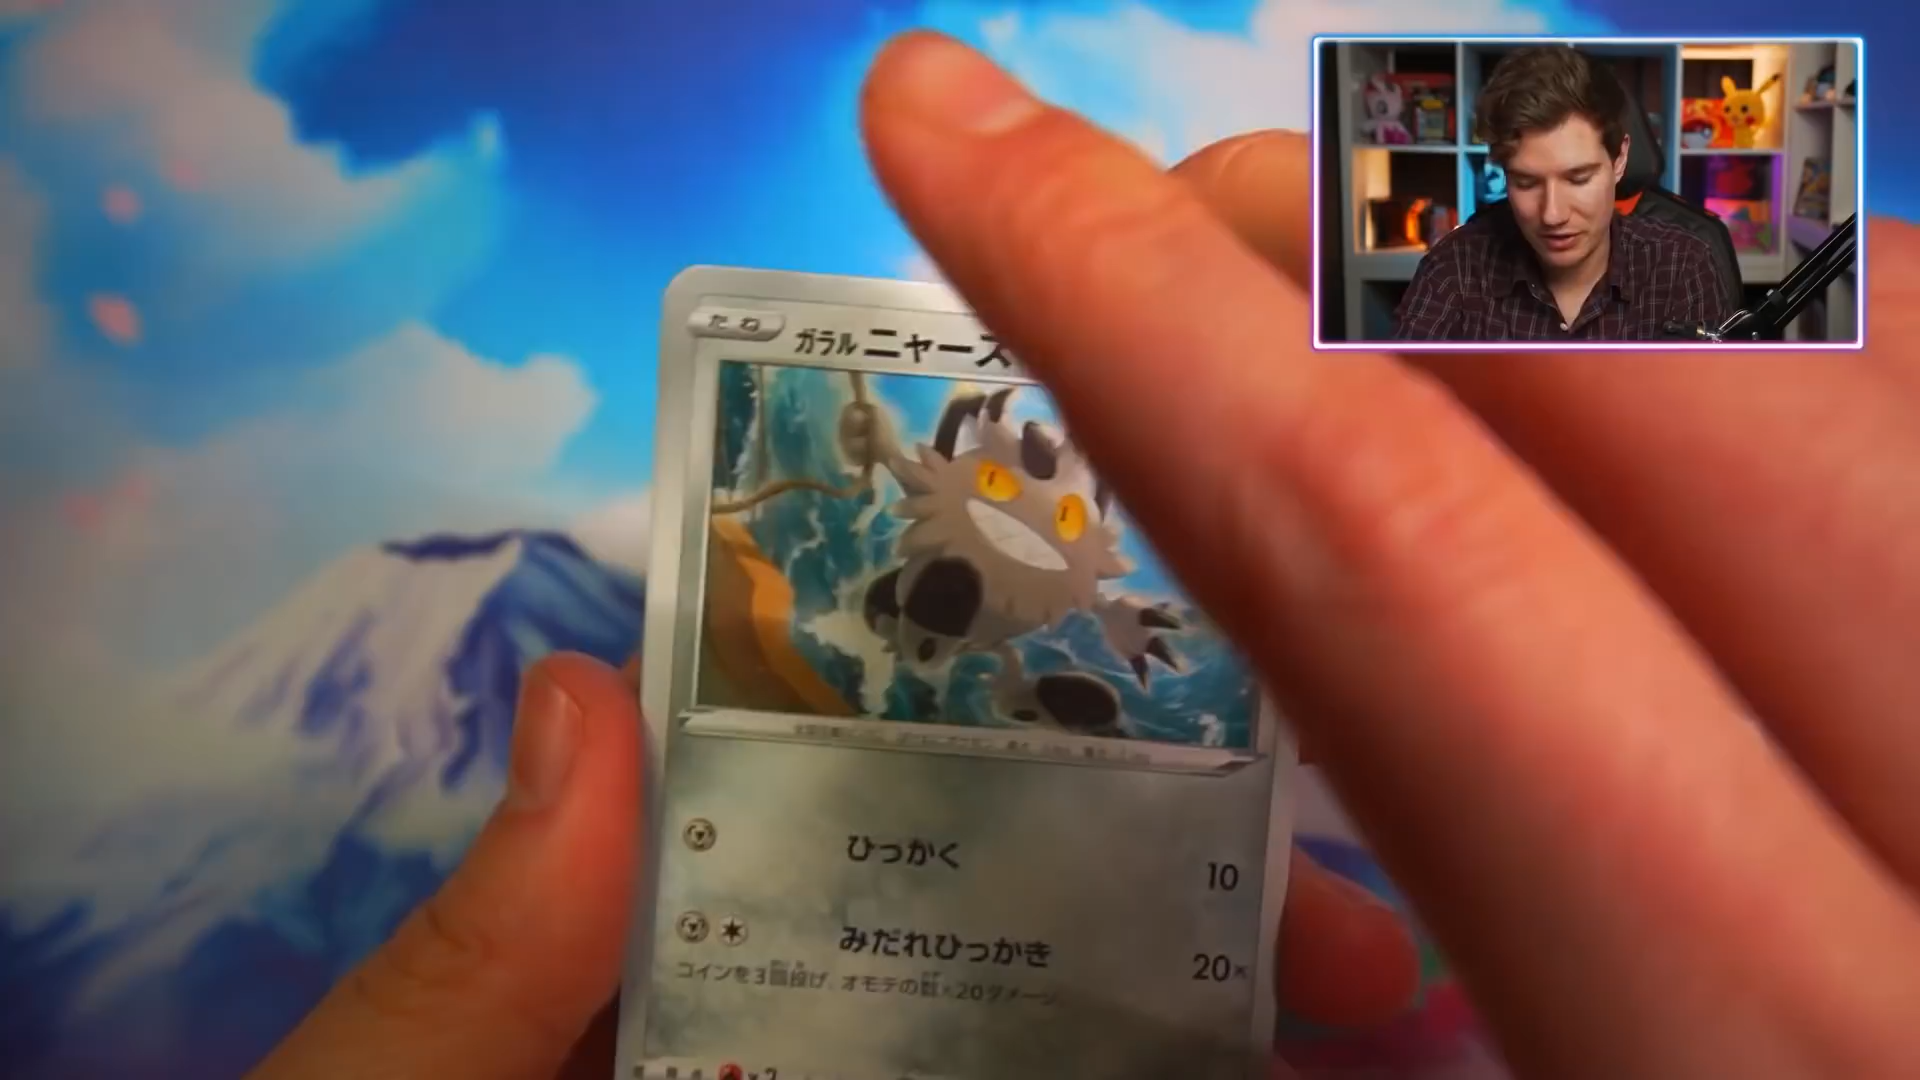 たね
ガラル ニャース
ひっかく
10
みだれひっかき
20×
コインを3回投げ、オモテの数×20ダメージ
×2